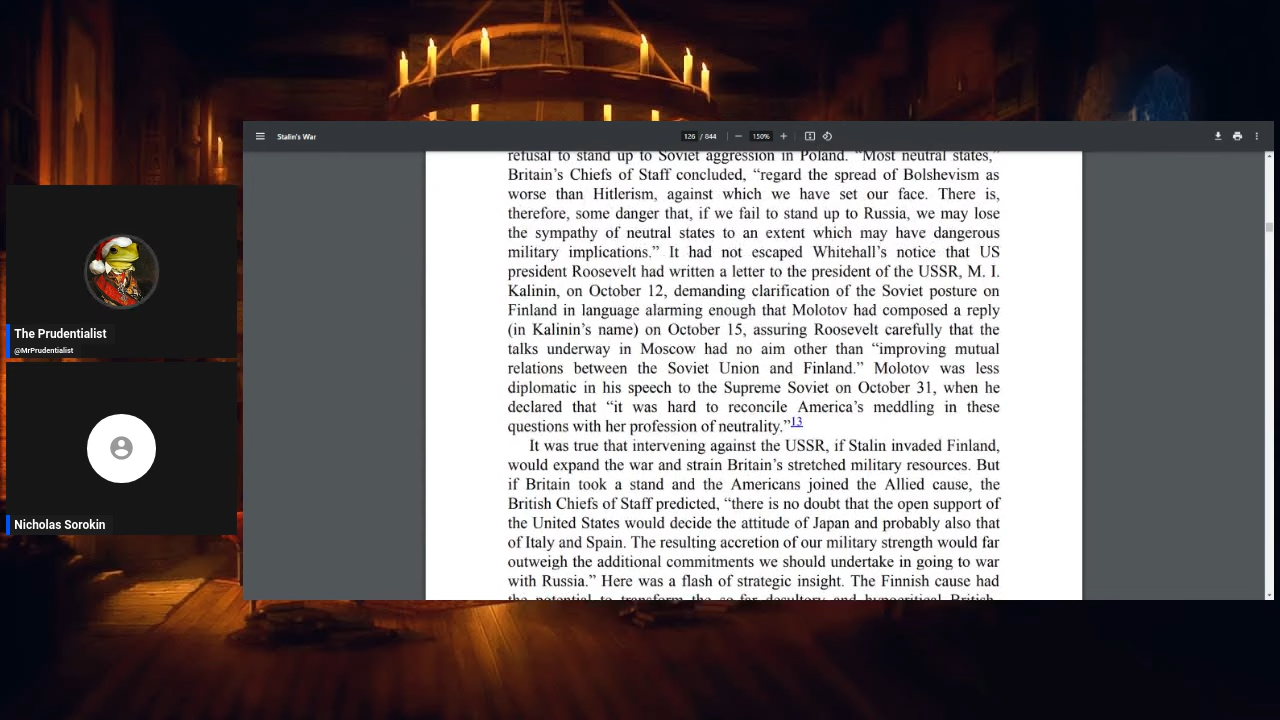 Stalin's War
126 / 844
150%
refusal to stand up to Soviet aggression in Poland. “Most neutral states,”
Britain’s Chiefs of Staff concluded, “regard the spread of Bolshevism as
worse than Hitlerism, against which we have set our face. There is,
therefore, some danger that, if we fail to stand up to Russia, we may lose
the sympathy of neutral states to an extent which may have dangerous
military implications.” It had not escaped Whitehall’s notice that US
president Roosevelt had written a letter to the president of the USSR, M. I.
Kalinin, on October 12, demanding clarification of the Soviet posture on
Finland in language alarming enough that Molotov had composed a reply
(in Kalinin’s name) on October 15, assuring Roosevelt carefully that the
talks underway in Moscow had no aim other than “improving mutual
relations between the Soviet Union and Finland.” Molotov was less
diplomatic in his speech to the Supreme Soviet on October 31, when he
declared that “it was hard to reconcile America’s meddling in these
questions with her profession of neutrality.”13
It was true that intervening against the USSR, if Stalin invaded Finland,
would expand the war and strain Britain’s stretched military resources. But
if Britain took a stand and the Americans joined the Allied cause, the
British Chiefs of Staff predicted, “there is no doubt that the open support of
the United States would decide the attitude of Japan and probably also that
of Italy and Spain. The resulting accretion of our military strength would far
outweigh the additional commitments we should undertake in going to war
with Russia.” Here was a flash of strategic insight. The Finnish cause had
the potential to transform the so-far desultory and hypocritical British-
The Prudentialist
@MrPrudentialist
Nicholas Sorokin